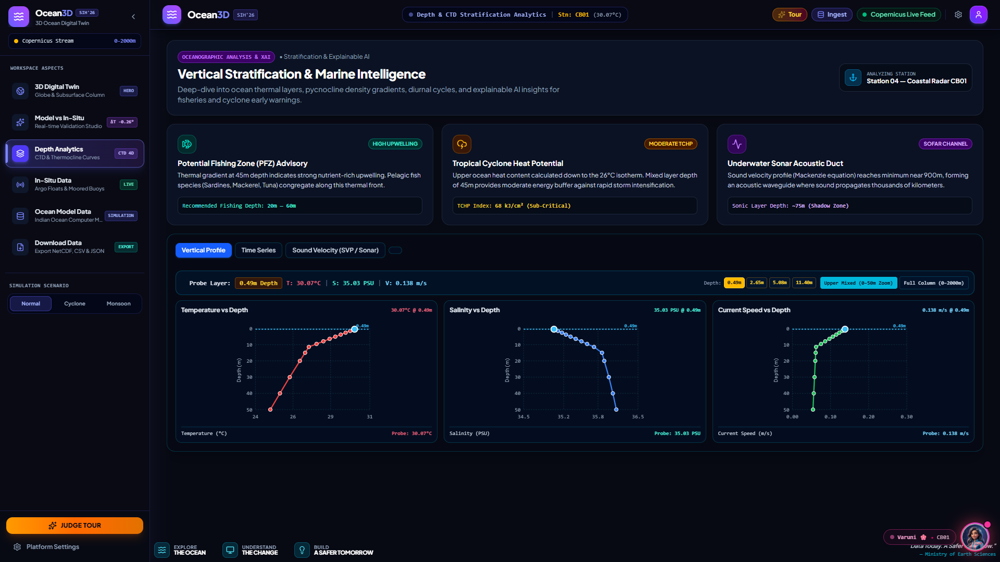 Ocean3D SIH'26
3D Ocean Digital Twin
Copernicus Stream 0-2000m
WORKSPACE ASPECTS
3D Digital Twin
Globe & Subsurface Column
HERO
Model vs In-Situ
Real-time Validation Studio
ΔT -0.26°
Depth Analytics
CTD & Thermocline Curves
CTD 4D
In-Situ Data
Argo Floats & Moored Buoys
LIVE
Ocean Model Data
Indian Ocean Computer M...
SIMULATION
Download Data
Export NetCDF, CSV & JSON
EXPORT
SIMULATION SCENARIO
Normal Cyclone Monsoon
JUDGE TOUR
Platform Settings
Ocean3D SIH'26
Depth & CTD Stratification Analytics | Stn: CB01 (30.07°C)
Tour Ingest Copernicus Live Feed
OCEANOGRAPHIC ANALYSIS & XAI • Stratification & Explainable AI
Vertical Stratification & Marine Intelligence
Deep-dive into ocean thermal layers, pycnocline density gradients, diurnal cycles, and explainable AI insights for
fisheries and cyclone early warnings.
ANALYZING STATION
Station 04 — Coastal Radar CB01
HIGH UPWELLING
Potential Fishing Zone (PFZ) Advisory
Thermal gradient at 45m depth indicates strong nutrient-rich upwelling. Pelagic fish
species (Sardines, Mackerel, Tuna) congregate along this thermal front.
Recommended Fishing Depth: 20m – 60m
MODERATE TCHP
Tropical Cyclone Heat Potential
Upper ocean heat content calculated down to the 26°C isotherm. Mixed layer depth
of 45m provides moderate energy buffer against rapid storm intensification.
TCHP Index: 68 kJ/cm² (Sub-Critical)
SOFAR CHANNEL
Underwater Sonar Acoustic Duct
Sound velocity profile (Mackenzie equation) reaches minimum near 900m, forming
an acoustic waveguide where sound propagates thousands of kilometers.
Sonic Layer Depth: ~75m (Shadow Zone)
Vertical Profile Time Series Sound Velocity (SVP / Sonar)
Probe Layer: 0.49m Depth T: 30.07°C | S: 35.03 PSU | V: 0.138 m/s
Depth: 0.49m 2.65m 5.08m 11.40m Upper Mixed (0-50m Zoom) Full Column (0-2000m)
Temperature vs Depth 30.07°C @ 0.49m
0.49m
0
10
20
30
40
50
Depth (m)
24 26 29 31
Temperature (°C) Probe: 30.07°C
Salinity vs Depth 35.03 PSU @ 0.49m
0.49m
0
10
20
30
40
50
Depth (m)
34.5 35.2 35.8 36.5
Salinity (PSU) Probe: 35.03 PSU
Current Speed vs Depth 0.138 m/s @ 0.49m
0.49m
0
10
20
30
40
50
Depth (m)
0.00 0.10 0.20 0.30
Current Speed (m/s) Probe: 0.138 m/s
EXPLORE
THE OCEAN
UNDERSTAND
THE CHANGE
BUILD
A SAFER TOMORROW
Varuni 🌸 • CB01
Data Today. A Safer ow."
— Ministry of Earth Sciences